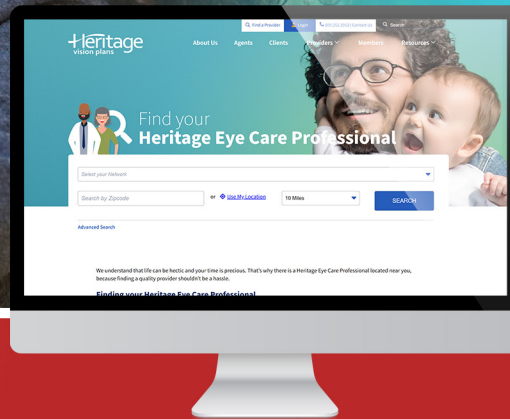 Find a Provider
Login
Contact Us
Search
Heritage
vision plans
About Us
Agents
Clients
Providers
Members
Resources
Find your
Heritage Eye Care Professional
Select your Network
Search by Zipcode
or
Use My Location
10 Miles
SEARCH
Advanced Search
We understand that life can be hectic and your time is precious. That's why there is a Heritage Eye Care Professional located near you,
because finding a quality provider shouldn't be a hassle.
Finding your Heritage Eye Care Professional